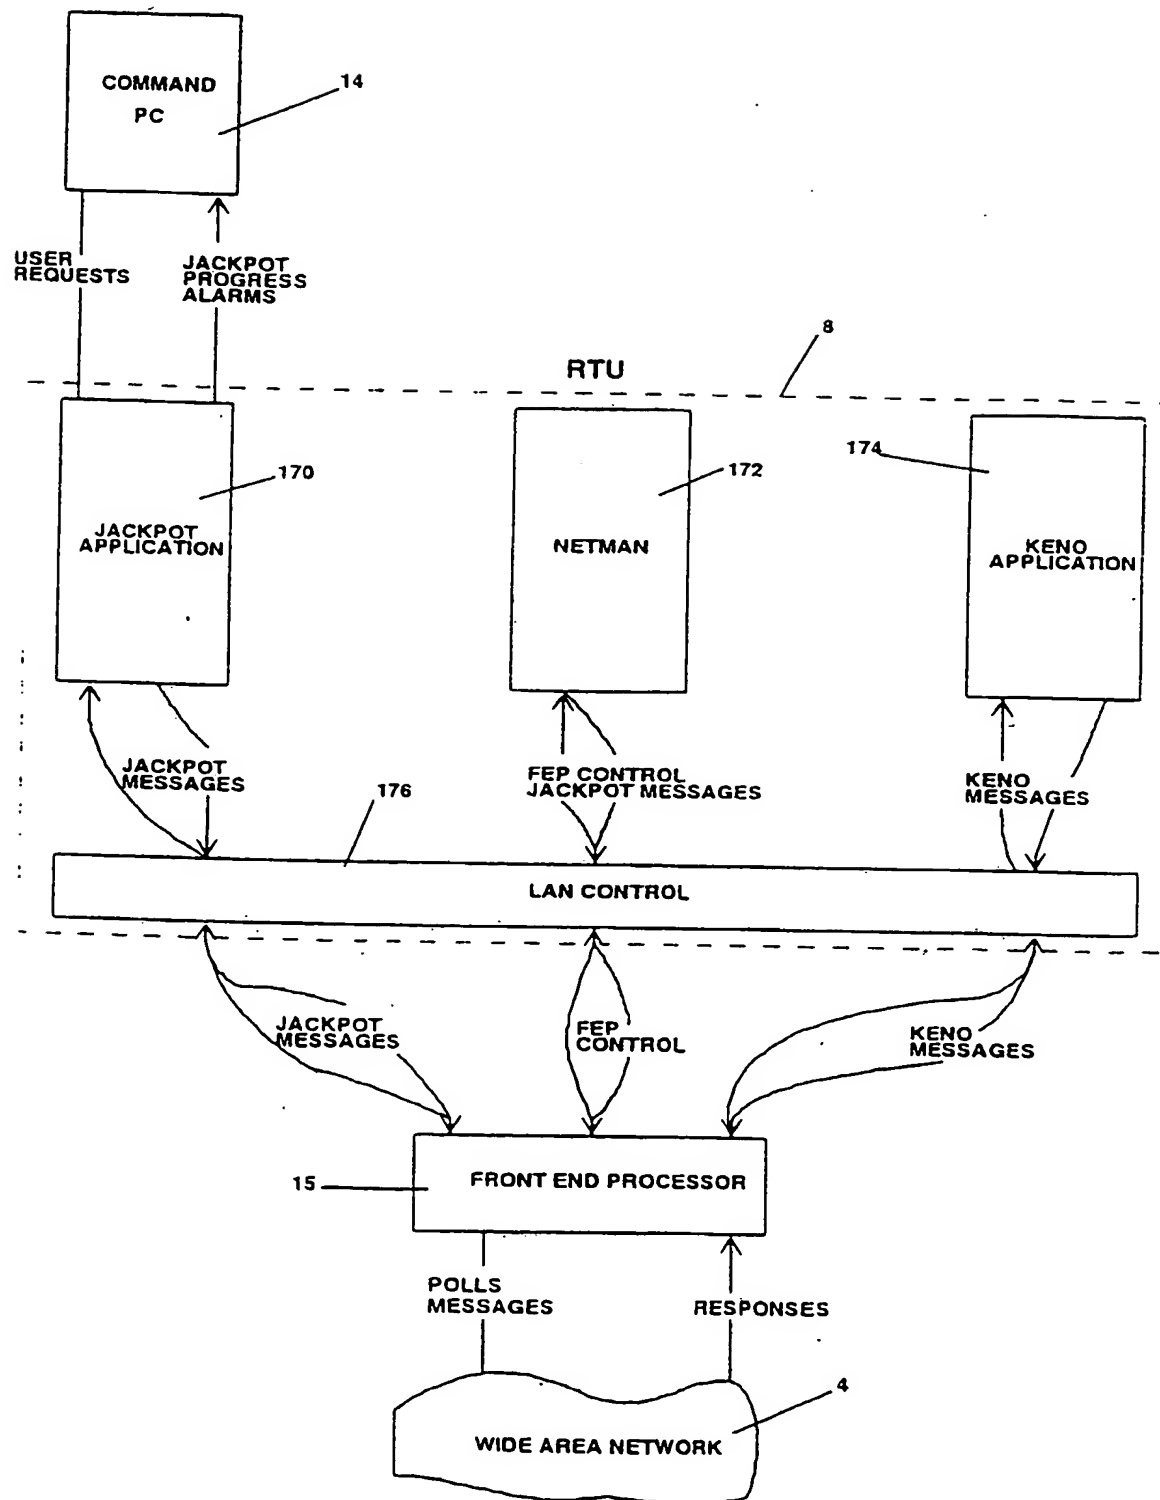 COMMAND
PC
14
USER
REQUESTS
JACKPOT
PROGRESS
ALARMS
8
RTU
170
JACKPOT
APPLICATION
172
NETMAN
174
KENO
APPLICATION
JACKPOT
MESSAGES
FEP CONTROL
JACKPOT MESSAGES
KENO
MESSAGES
176
LAN CONTROL
JACKPOT
MESSAGES
FEP
CONTROL
KENO
MESSAGES
15
FRONT END PROCESSOR
POLLS
MESSAGES
RESPONSES
4
WIDE AREA NETWORK